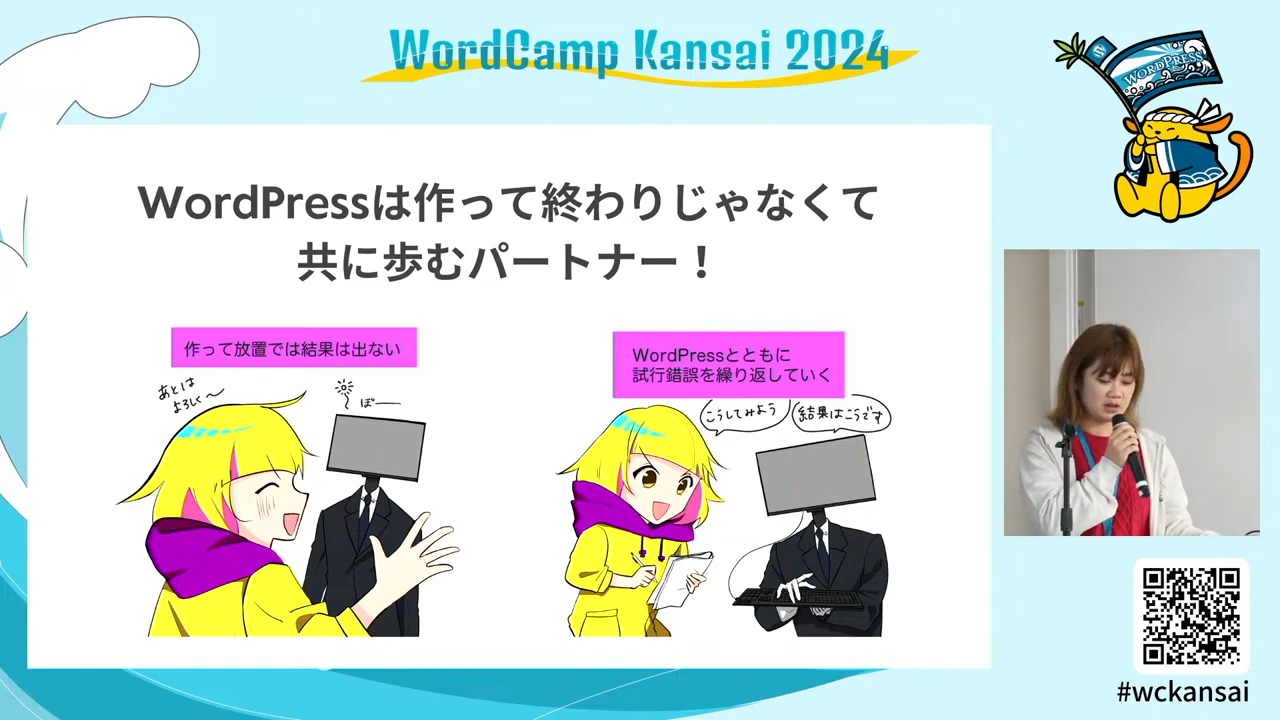 WordCamp Kansai 2024
W
WORDPRESS
WordPressは作って終わりじゃなくて
共に歩むパートナー！
作って放置では結果は出ない
あとは
よろしく〜
ぽー
WordPressとともに
試行錯誤を繰り返していく
こうしてみよう
結果はこうです
#wckansai